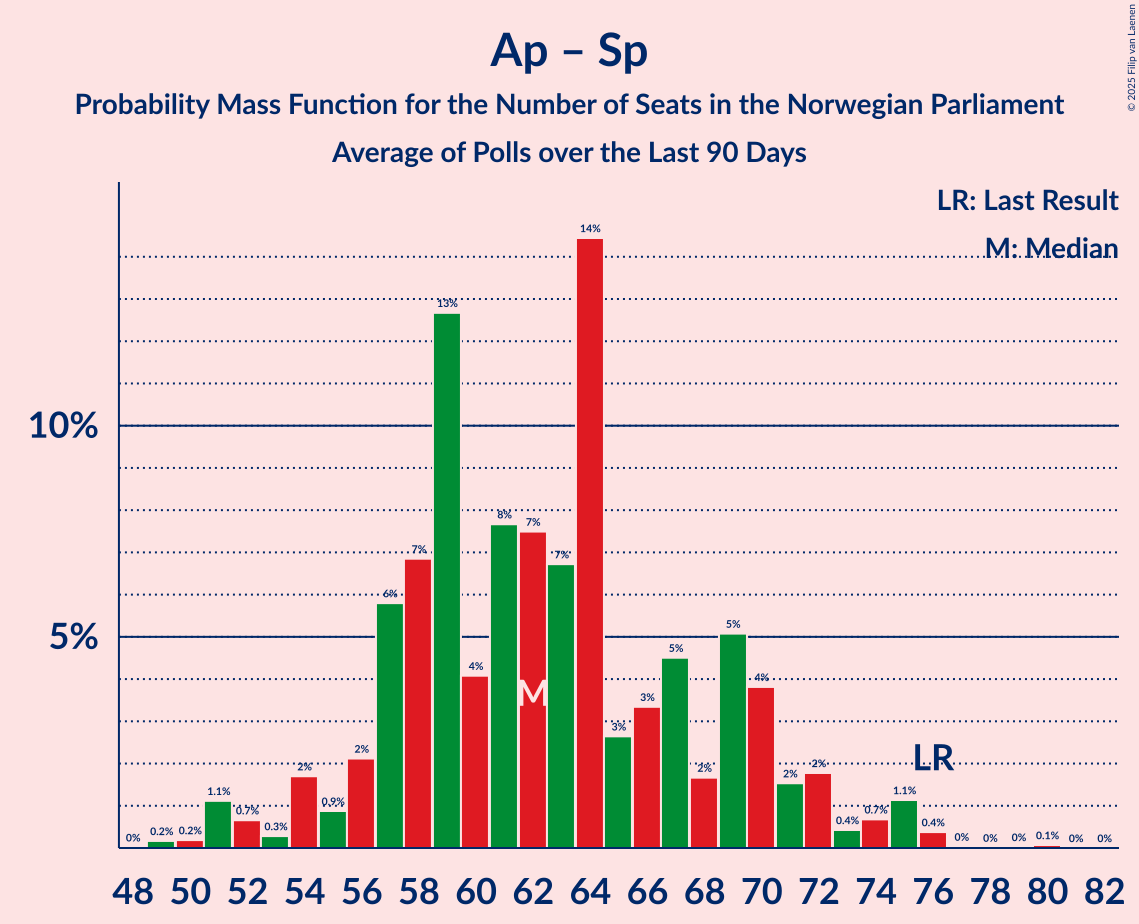 Ap – Sp
Probability Mass Function for the Number of Seats in the Norwegian Parliament
Average of Polls over the Last 90 Days
© 2025 Filip van Laenen
LR: Last Result
M: Median
10%
5%
0% 0.2% 0.2% 1.1% 0.7% 0.3% 2% 0.9% 2% 6% 7% 13% 4% 8% 7% 7% 14% 3% 3% 5% 2% 5% 4% 2% 2% 0.4% 0.7% 1.1% 0.4% 0% 0% 0% 0.1% 0% 0%
M
LR
48 50 52 54 56 58 60 62 64 66 68 70 72 74 76 78 80 82